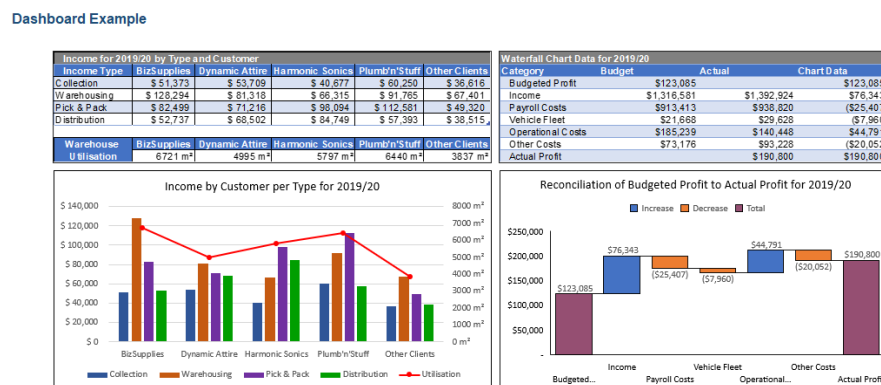 Dashboard Example
Income for 2019/20 by Type and Customer
Income Type BizSupplies Dynamic Attire Harmonic Sonics Plumb'n'Stuff Other Clients
Collection $ 51,373 $ 53,709 $ 40,677 $ 60,250 $ 36,616
Warehousing $ 128,294 $ 81,318 $ 66,315 $ 91,765 $ 67,401
Pick & Pack $ 82,499 $ 71,216 $ 98,094 $ 112,581 $ 49,320
Distribution $ 52,737 $ 68,502 $ 84,749 $ 57,393 $ 38,515
Warehouse BizSupplies Dynamic Attire Harmonic Sonics Plumb'n'Stuff Other Clients
Utilisation 6721 m² 4995 m² 5797 m² 6440 m² 3837 m²
Waterfall Chart Data for 2019/20
Category Budget Actual Chart Data
Budgeted Profit $123,085 $123,085
Income $1,316,581 $1,392,924 $76,343
Payroll Costs $913,413 $938,820 ($25,407
Vehicle Fleet $21,668 $29,628 ($7,960
Operational Costs $185,239 $140,448 $44,791
Other Costs $73,176 $93,228 ($20,052
Actual Profit $190,800 $190,800
Income by Customer per Type for 2019/20
$ 140,000 8000 m²
$ 120,000 7000 m²
$ 100,000 6000 m²
$ 80,000 5000 m²
$ 60,000 4000 m²
$ 40,000 3000 m²
$ 20,000 2000 m²
1000 m²
$ 0 0 m²
BizSupplies Dynamic Attire Harmonic Sonics Plumb'n'Stuff Other Clients
Collection Warehousing Pick & Pack Distribution Utilisation
Reconciliation of Budgeted Profit to Actual Profit for 2019/20
Increase Decrease Total
$250,000
$200,000
$150,000
$100,000
$50,000
-
$123,085 $76,343 ($25,407) ($7,960) $44,791 ($20,052) $190,800
Income Vehicle Fleet Other Costs
Budgeted... Payroll Costs Operational... Actual Profi